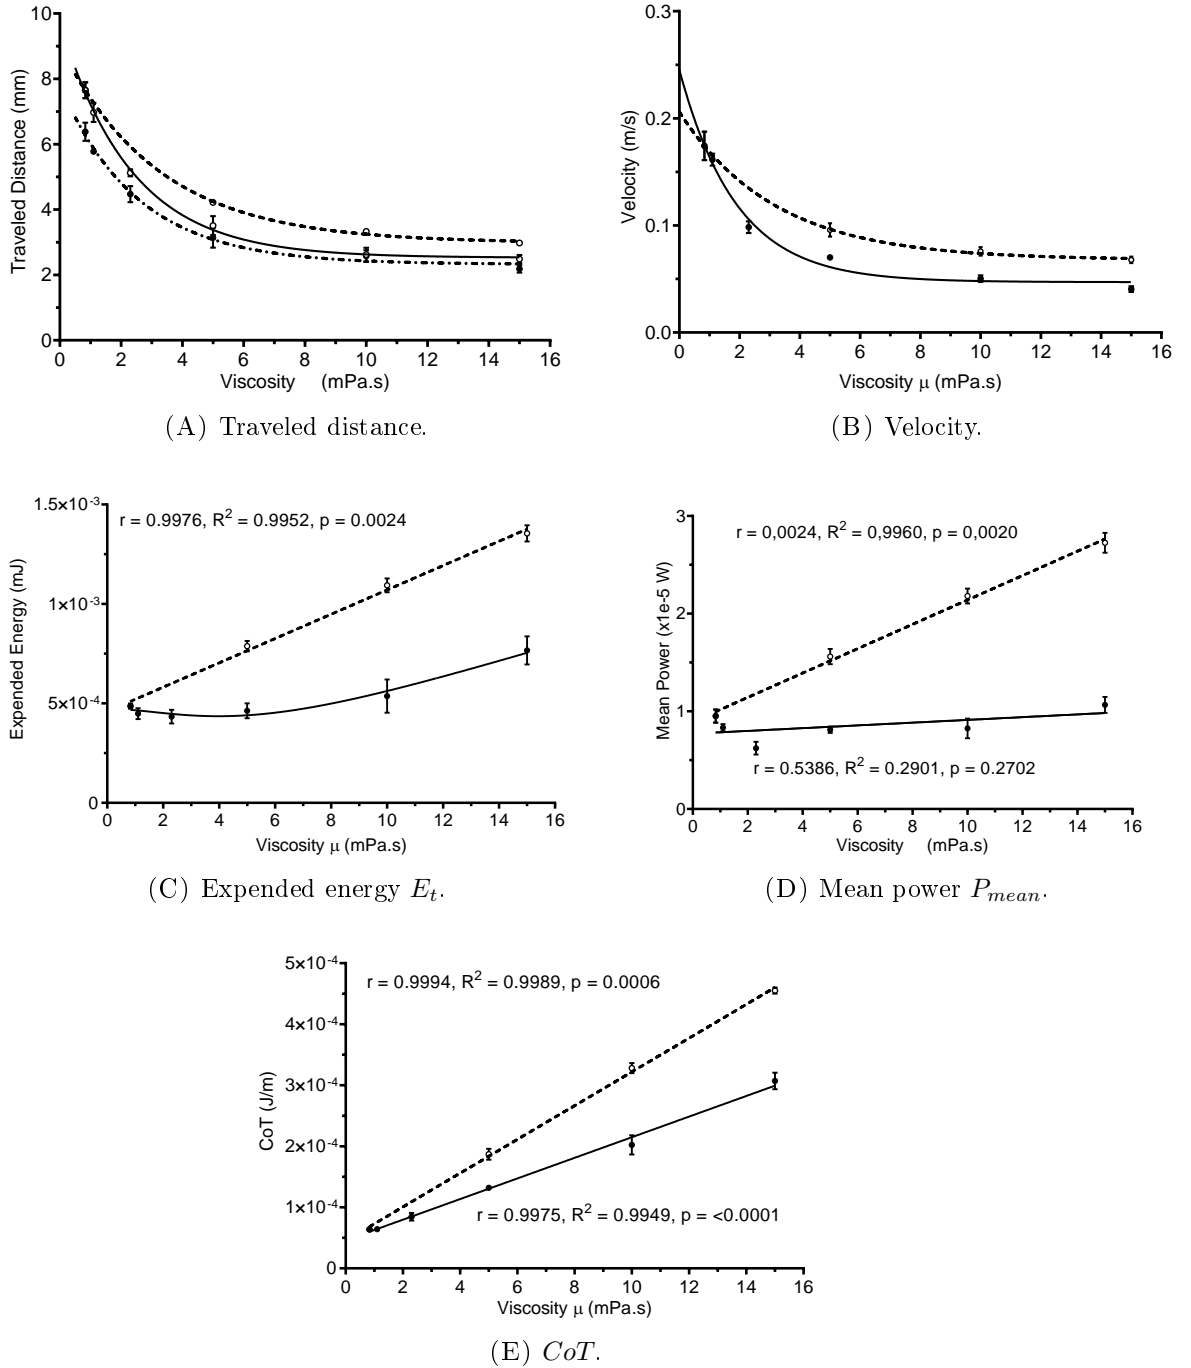 10
8
6
4
2
0
Traveled Distance (mm)
0 2 4 6 8 10 12 14 16
Viscosity (mPa.s)
(A) Traveled distance.
0.3
0.2
0.1
0.0
Velocity (m/s)
0 2 4 6 8 10 12 14 16
Viscosity μ (mPa.s)
(B) Velocity.
1.5×10-3
1×10-3
5×10-4
0
Expended Energy (mJ)
r = 0.9976, R2 = 0.9952, p = 0.0024
0 2 4 6 8 10 12 14 16
Viscosity μ (mPa.s)
(C) Expended energy Et.
3
2
1
0
Mean Power (x1e-5 W)
r = 0,0024, R2 = 0,9960, p = 0,0020
r = 0.5386, R2 = 0.2901, p = 0.2702
0 2 4 6 8 10 12 14 16
Viscosity (mPa.s)
(D) Mean power Pmean.
5×10-4
4×10-4
3×10-4
2×10-4
1×10-4
0
CoT (J/m)
r = 0.9994, R2 = 0.9989, p = 0.0006
r = 0.9975, R2 = 0.9949, p = <0.0001
0 2 4 6 8 10 12 14 16
Viscosity μ (mPa.s)
(E) CoT.